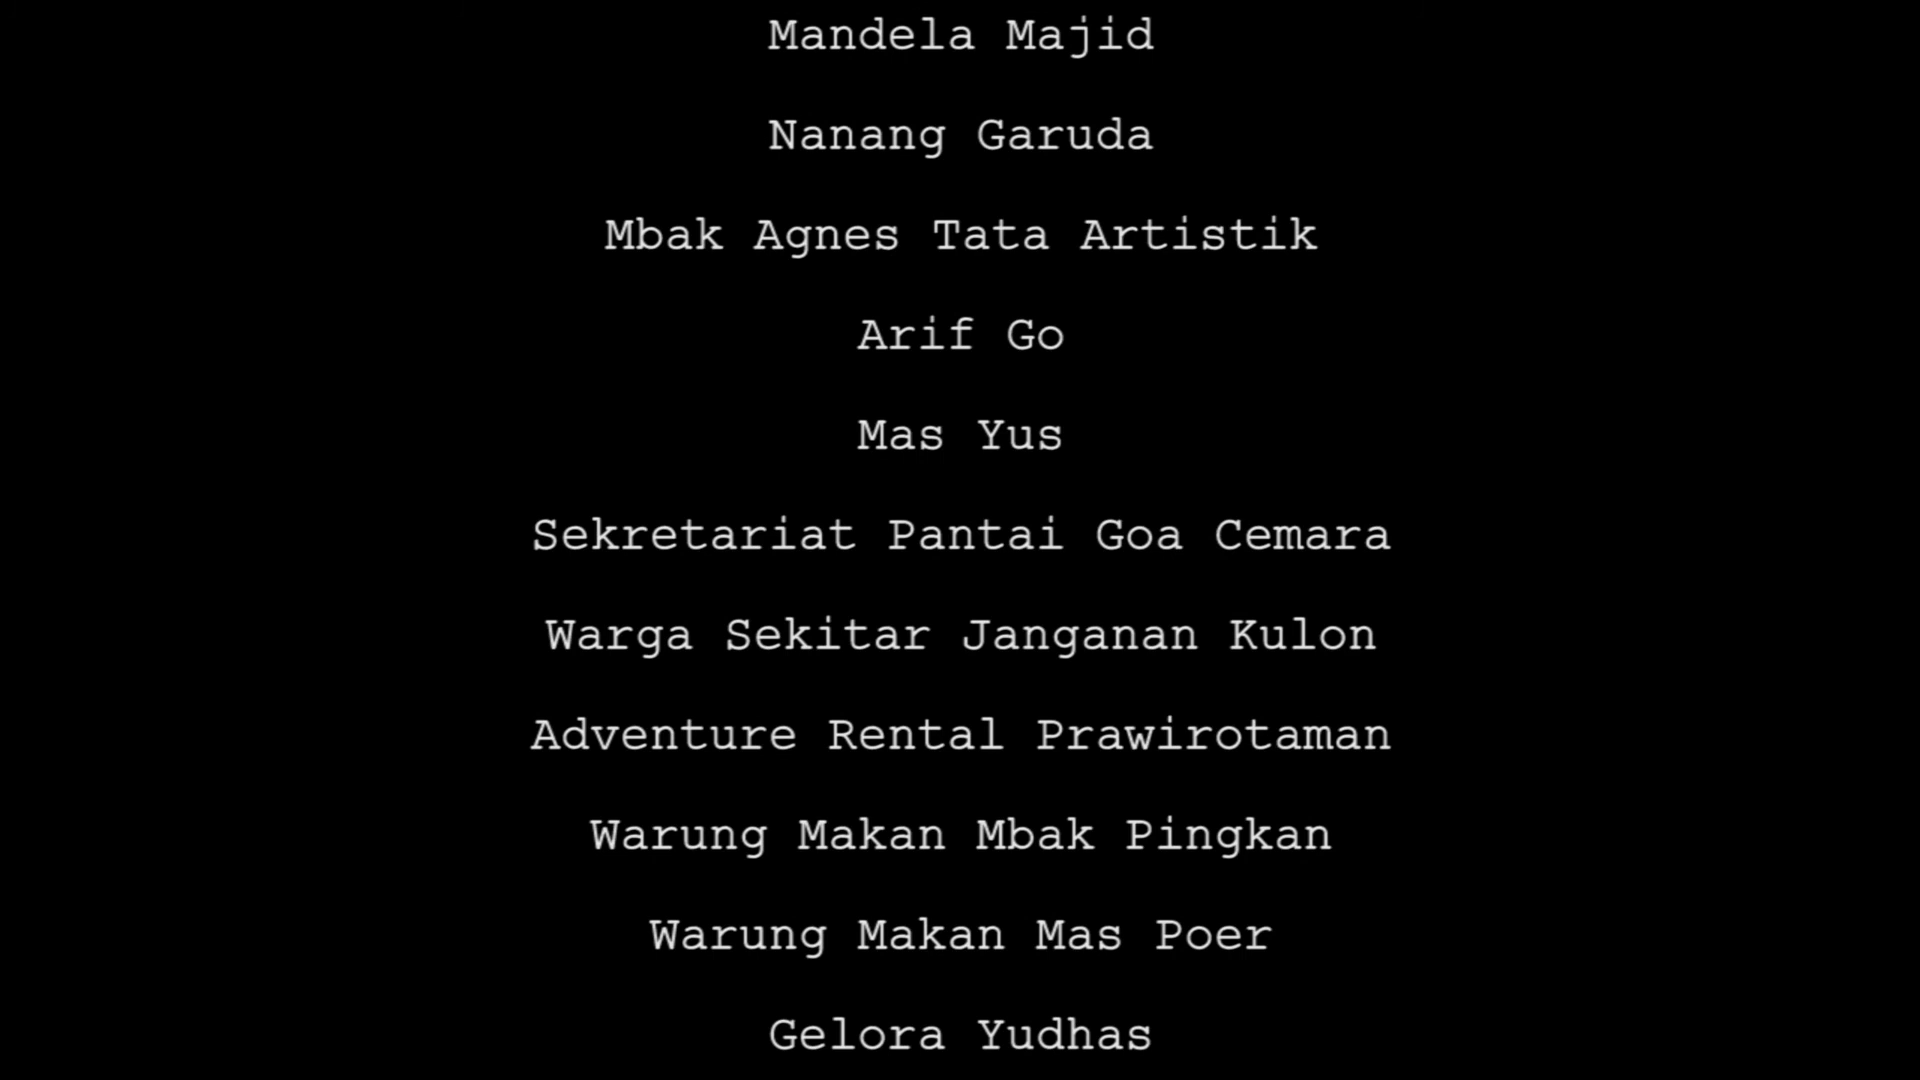 Mandela Majid
Nanang Garuda
Mbak Agnes Tata Artistik
Arif Go
Mas Yus
Sekretariat Pantai Goa Cemara
Warga Sekitar Janganan Kulon
Adventure Rental Prawirotaman
Warung Makan Mbak Pingkan
Warung Makan Mas Poer
Gelora Yudhas